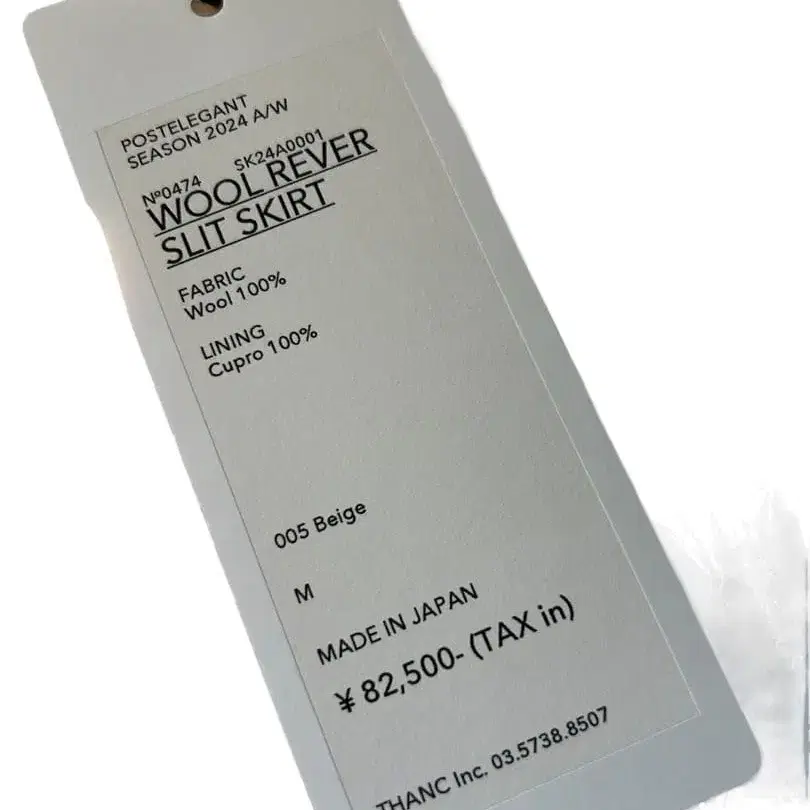 POSTELEGANT
SEASON 2024 A/W
Nº0474 SK24A0001
WOOL REVER
SLIT SKIRT
FABRIC
Wool 100%
LINING
Cupro 100%
005 Beige
M
MADE IN JAPAN
¥ 82,500- (TAX in)
THANC Inc. 03.5738.8507